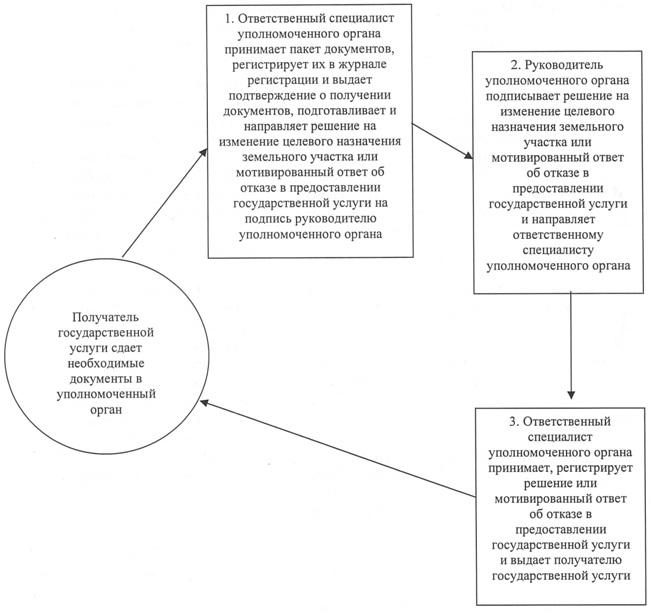 1. Ответственный специалист
уполномоченного органа
принимает пакет документов,
регистрирует их в журнале
регистрации и выдает
подтверждение о получении
документов, подготавливает и
направляет решение на
изменение целевого назначения
земельного участка или
мотивированный ответ об
отказе в предоставлении
государственной услуги на
подпись руководителю
уполномоченного органа
2. Руководитель
уполномоченного органа
подписывает решение на
изменение целевого
назначения земельного
участка или
мотивированный ответ
об отказе в
предоставлении
государственной услуги
и направляет
ответственному
специалисту
уполномоченного органа
Получатель
государственной
услуги сдает
необходимые
документы в
уполномоченный
орган
3. Ответственный
специалист
уполномоченного органа
принимает, регистрирует
решение или
мотивированный ответ
об отказе в
предоставлении
государственной услуги
и выдает получателю
государственной услуги